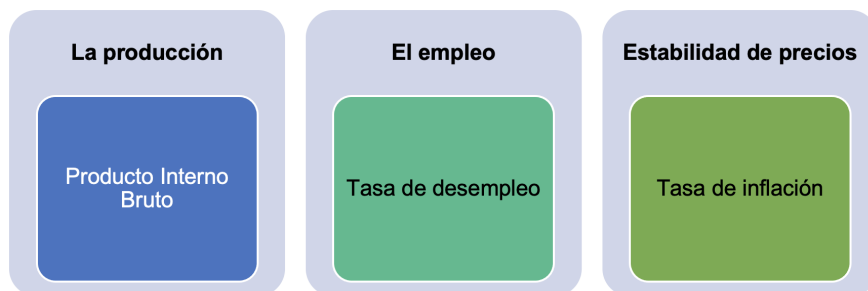 La producción
Producto Interno
Bruto
El empleo
Tasa de desempleo
Estabilidad de precios
Tasa de inflación